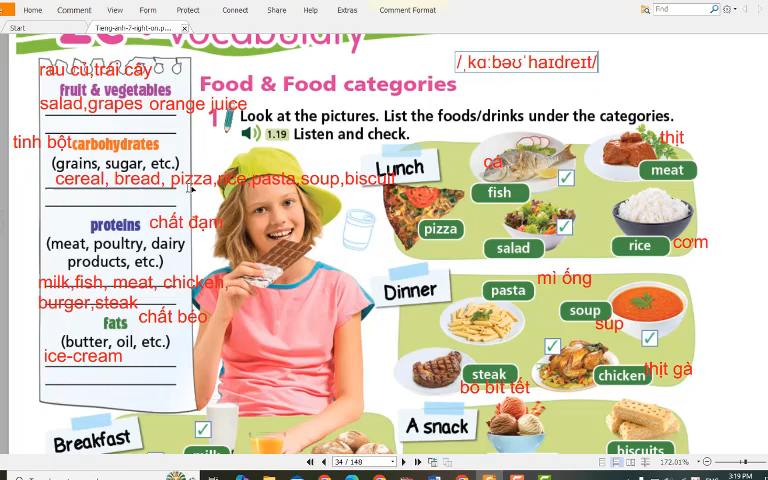 File
Home
Comment
View
Form
Protect
Connect
Share
Help
Extras
Comment Format
Find
Start
Tieng-anh-7-right-on.p...
Vocabulary
/ˌkɑːbəʊˈhaɪdreɪt/
rau củ,trái cây
fruit & vegetables
salad,grapes orange juice
tinh bột
carbohydrates
(grains, sugar, etc.)
cereal, bread, pizza,rice,pasta,soup,biscuit
proteins
chất đạm
(meat, poultry, dairy
products, etc.)
milk,fish, meat, chicken,
burger,steak
fats
chất béo
(butter, oil, etc.)
ice-cream
Food & Food categories
1 Look at the pictures. List the foods/drinks under the categories.
1.19 Listen and check.
Lunch
cá
fish
thịt
meat
pizza
salad
rice
cơm
Dinner
pasta
mì ống
soup
súp
steak
bò bít tết
chicken
thịt gà
Breakfast
milk
A snack
biscuits
34 / 148
172.01%
ENG
3:19 PM